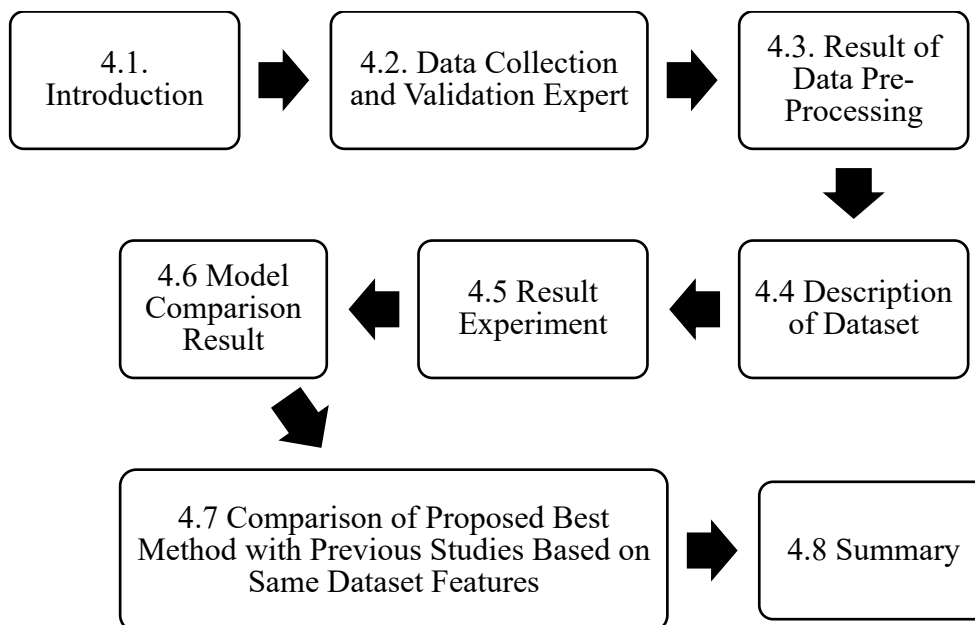 4.1.
Introduction
4.2. Data Collection
and Validation Expert
4.3. Result of
Data Pre-
Processing
4.4 Description
of Dataset
4.5 Result
Experiment
4.6 Model
Comparison
Result
4.7 Comparison of Proposed Best
Method with Previous Studies Based on
Same Dataset Features
4.8 Summary